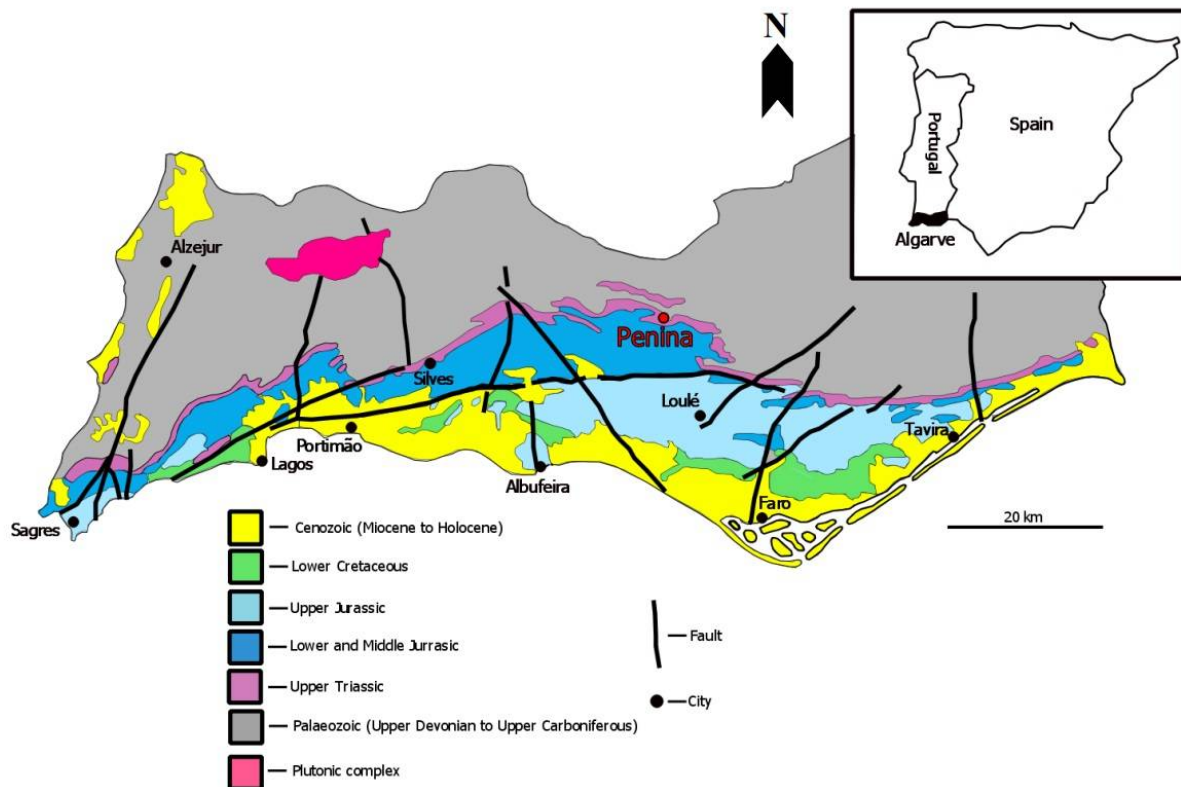 N
Portugal
Spain
Algarve
Alzejur
Penina
Silves
Loulé
Tavira
Portimão
Lagos
Albufeira
Faro
Sagres
20 km
Cenozoic (Miocene to Holocene)
Lower Cretaceous
Upper Jurassic
Lower and Middle Jurrasic
Upper Triassic
Palaeozoic (Upper Devonian to Upper Carboniferous)
Plutonic complex
Fault
City